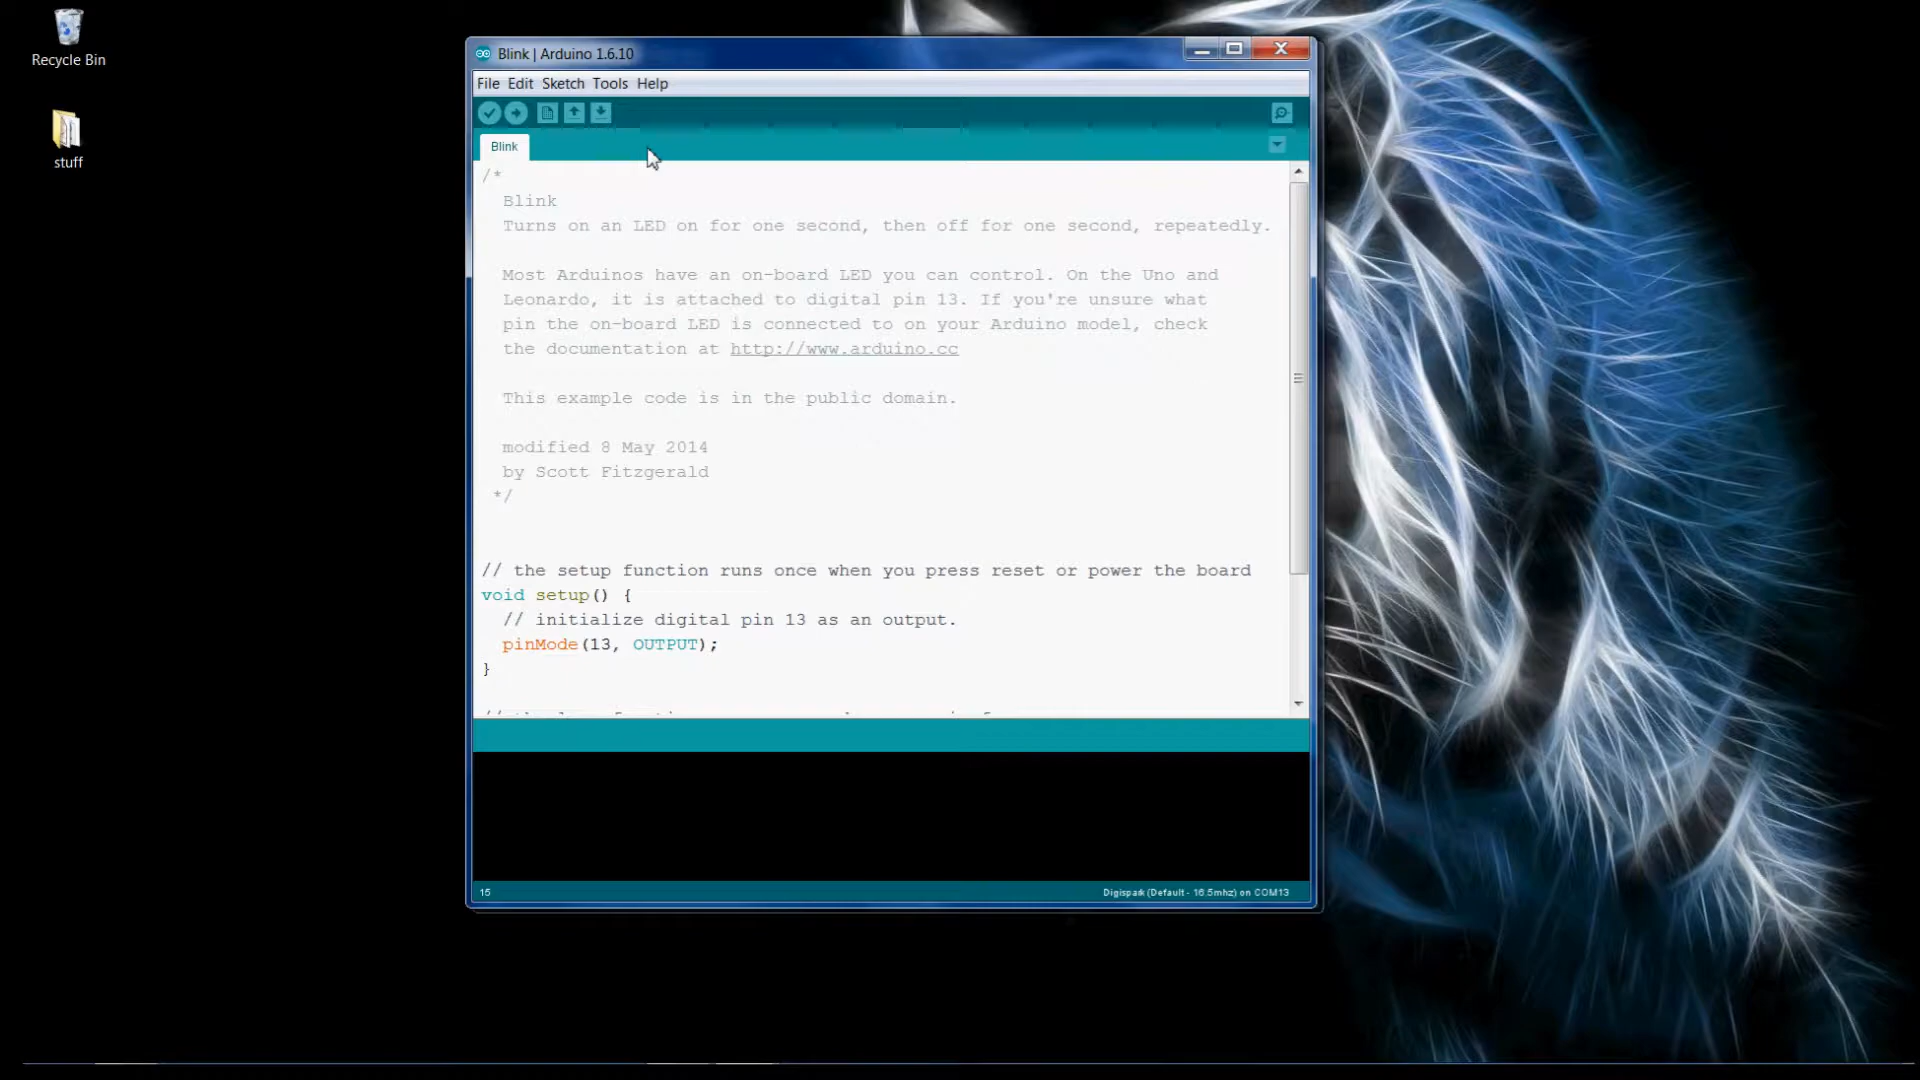 Recycle Bin
stuff
Blink | Arduino 1.6.10
File Edit Sketch Tools Help
Blink
/*
Blink
Turns on an LED on for one second, then off for one second, repeatedly.
Most Arduinos have an on-board LED you can control. On the Uno and
Leonardo, it is attached to digital pin 13. If you're unsure what
pin the on-board LED is connected to on your Arduino model, check
the documentation at http://www.arduino.cc
This example code is in the public domain.
modified 8 May 2014
by Scott Fitzgerald
*/
// the setup function runs once when you press reset or power the board
void setup() {
// initialize digital pin 13 as an output.
pinMode(13, OUTPUT);
}
15
Digispark (Default - 16.5mhz) on COM13